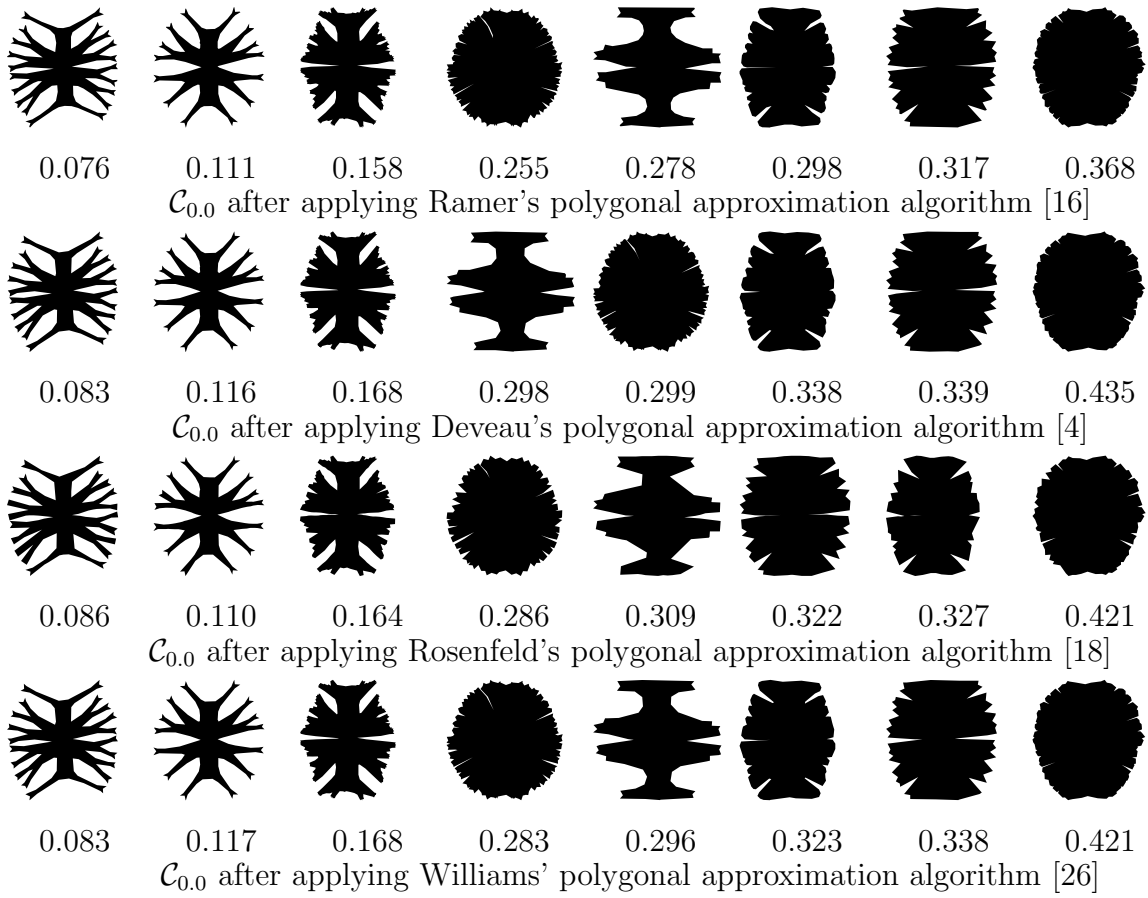 0.076 0.111 0.158 0.255 0.278 0.298 0.317 0.368
𝒞0.0 after applying Ramer's polygonal approximation algorithm [16]
0.083 0.116 0.168 0.298 0.299 0.338 0.339 0.435
𝒞0.0 after applying Deveau's polygonal approximation algorithm [4]
0.086 0.110 0.164 0.286 0.309 0.322 0.327 0.421
𝒞0.0 after applying Rosenfeld's polygonal approximation algorithm [18]
0.083 0.117 0.168 0.283 0.296 0.323 0.338 0.421
𝒞0.0 after applying Williams' polygonal approximation algorithm [26]